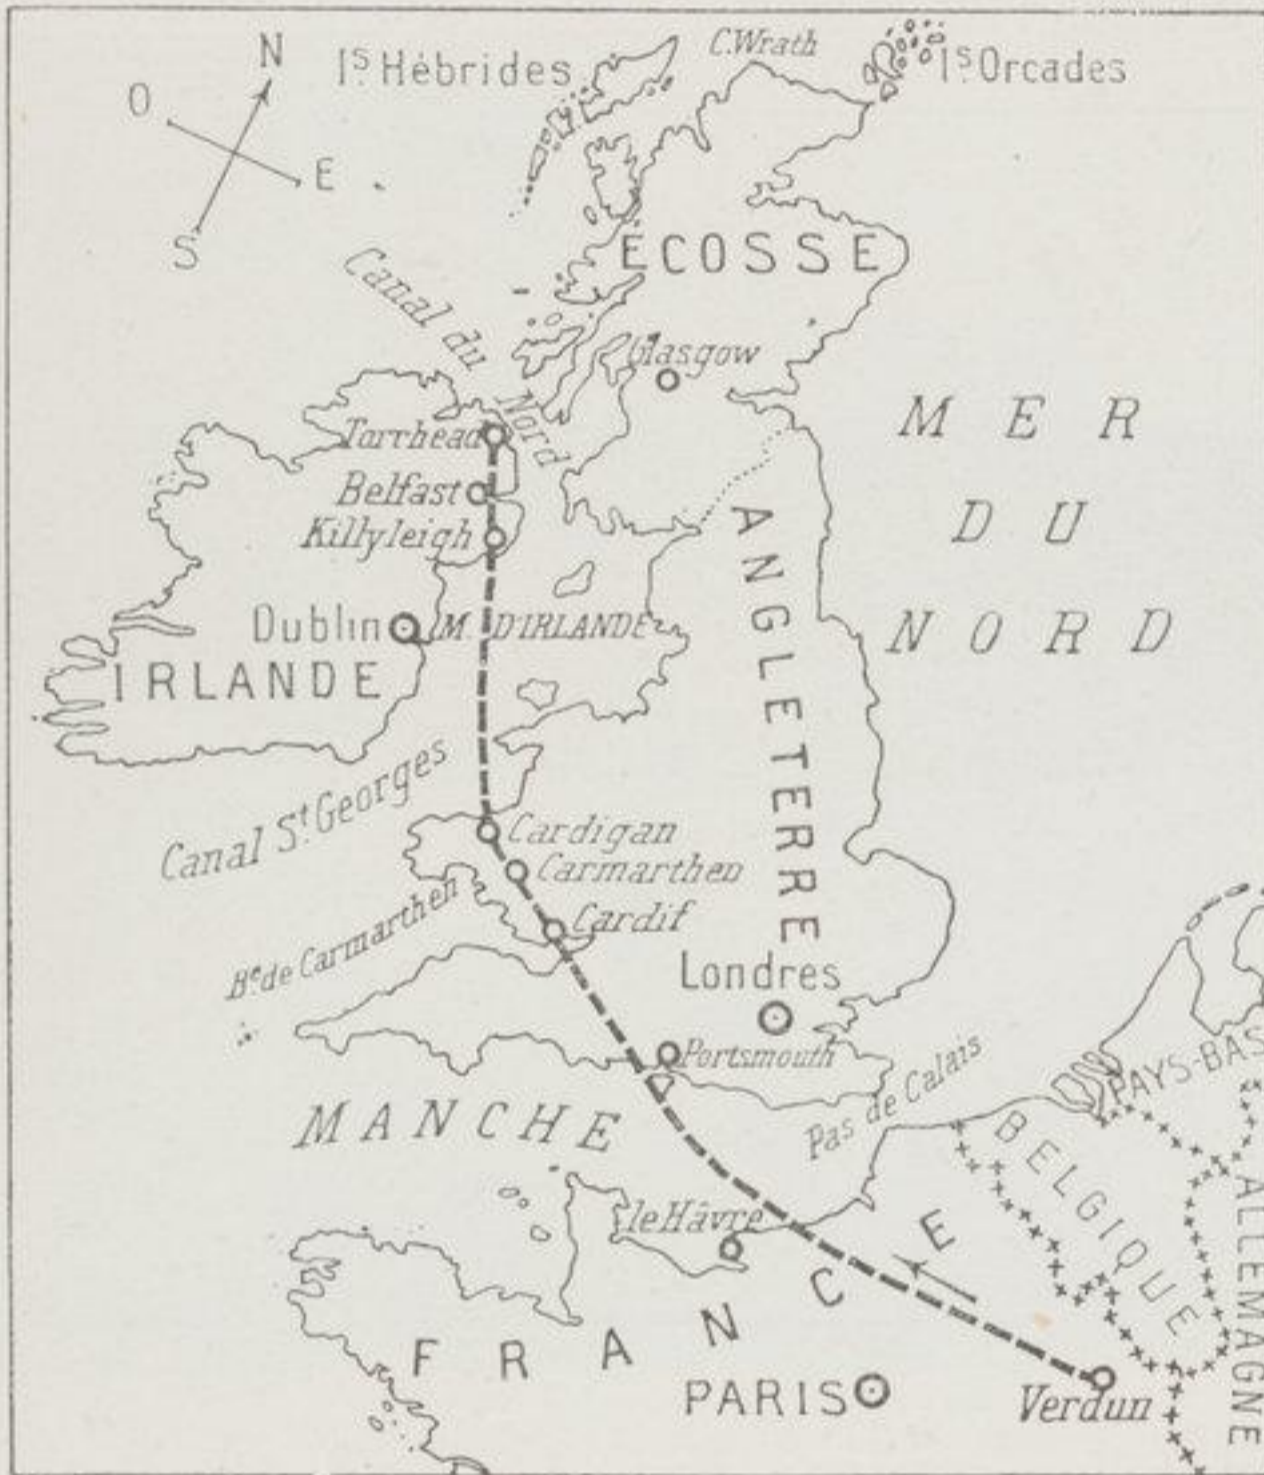 N
Iˢ Hébrides
C. Wrath
Iˢ Orcades
O
E
S
ÉCOSSE
Canal du Nord
Glasgow
MER
DU
NORD
Torrhead
Belfast
Killyleigh
ANGLETERRE
Dublin
M. D'IRLANDE
IRLANDE
Canal Sᵗ Georges
Cardigan
Carmarthen
Bᵉ de Carmarthen
Cardif
Londres
Portsmouth
Pas de Calais
PAYS-BAS
MANCHE
BELGIQUE
ALLEMAGNE
le Hâvre
FRANCE
PARIS
Verdun